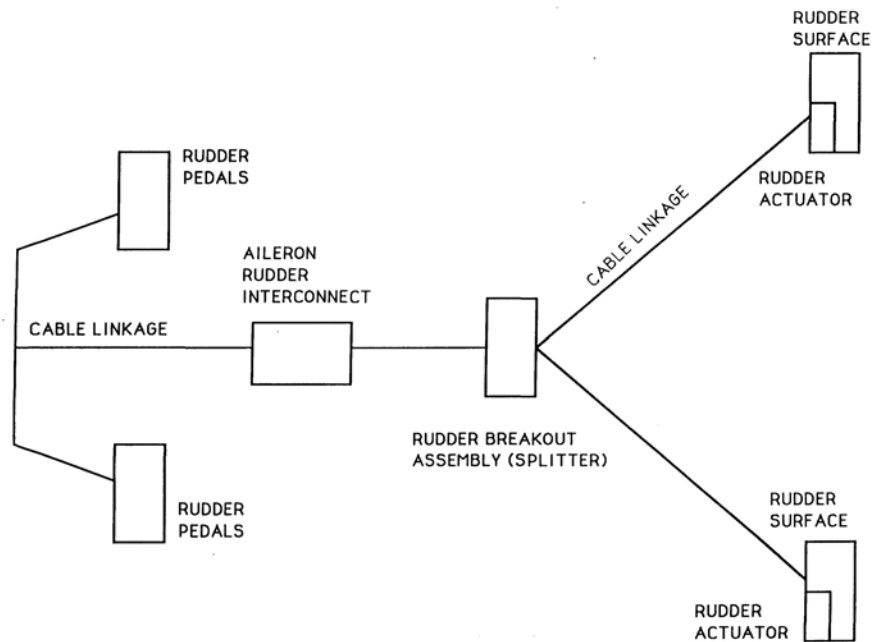 RUDDER
SURFACE
RUDDER
PEDALS
RUDDER
ACTUATOR
CABLE LINKAGE
AILERON
RUDDER
INTERCONNECT
CABLE LINKAGE
RUDDER BREAKOUT
ASSEMBLY (SPLITTER)
RUDDER
PEDALS
RUDDER
SURFACE
RUDDER
ACTUATOR